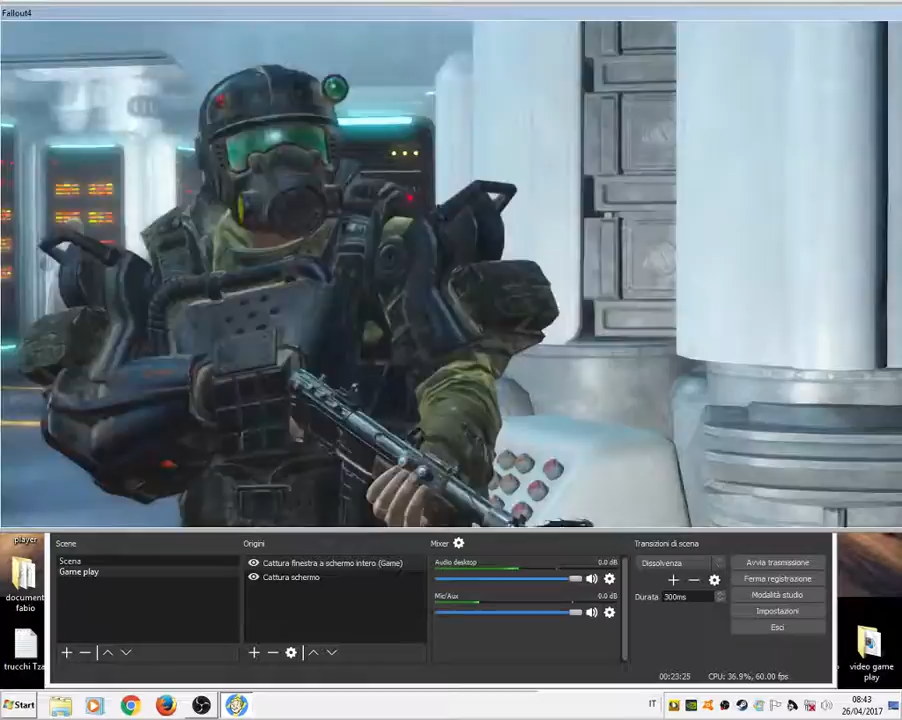 Fallout4
player
document
fabio
trucchi Tza
Scene
Scena
Game play
Origini
Cattura finestra a schermo intero (Game)
Cattura schermo
Mixer
Audio desktop
0.0 dB
Mic/Aux
0.0 dB
Transizioni di scena
Dissolvenza
Durata
300ms
Avvia trasmissione
Ferma registrazione
Modalità studio
Impostazioni
Esci
00:23:25
CPU: 36.9%, 60.00 fps
video game
play
Start
IT
08:43
26/04/2017